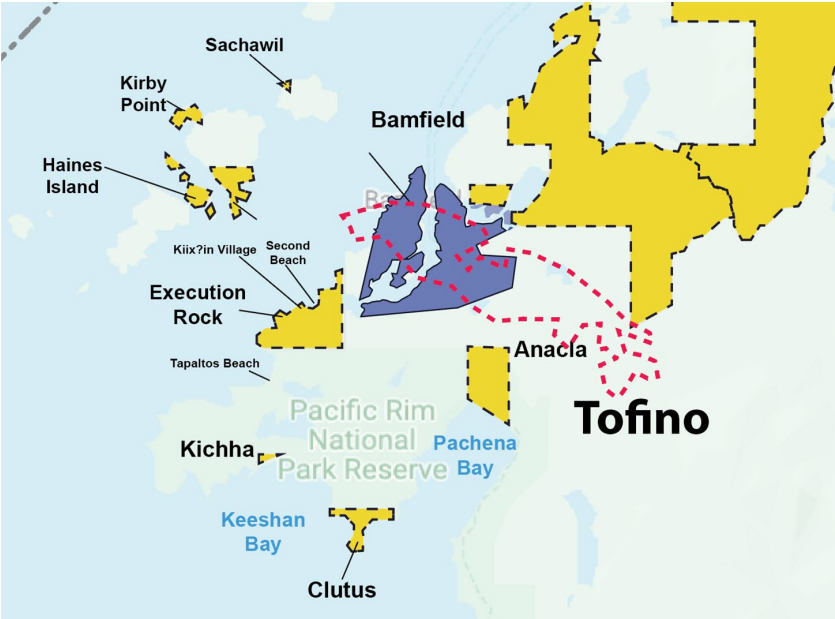 Sachawil
Kirby
Point
Bamfield
Haines
Island
Kiix?in Village
Second
Beach
Execution
Rock
Anacla
Tapaltos Beach
Tofino
Pacific Rim
National
Park Reserve
Pachena
Bay
Kichha
Keeshan
Bay
Clutus